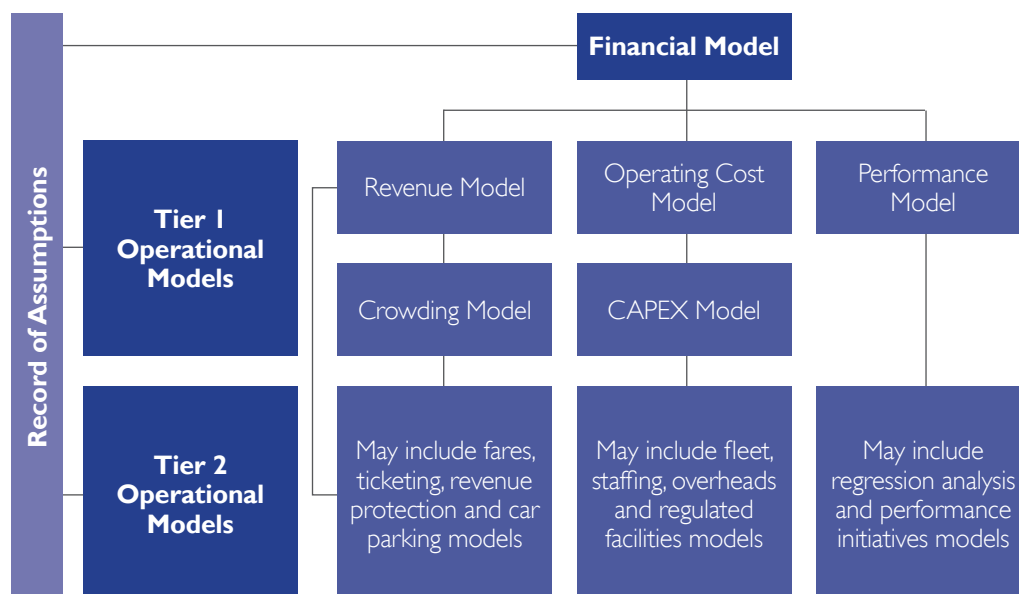 Record of Assumptions
Financial Model
Tier 1
Operational
Models
Revenue Model
Operating Cost
Model
Performance
Model
Crowding Model
CAPEX Model
Tier 2
Operational
Models
May include fares,
ticketing, revenue
protection and car
parking models
May include fleet,
staffing, overheads
and regulated
facilities models
May include
regression analysis
and performance
initiatives models